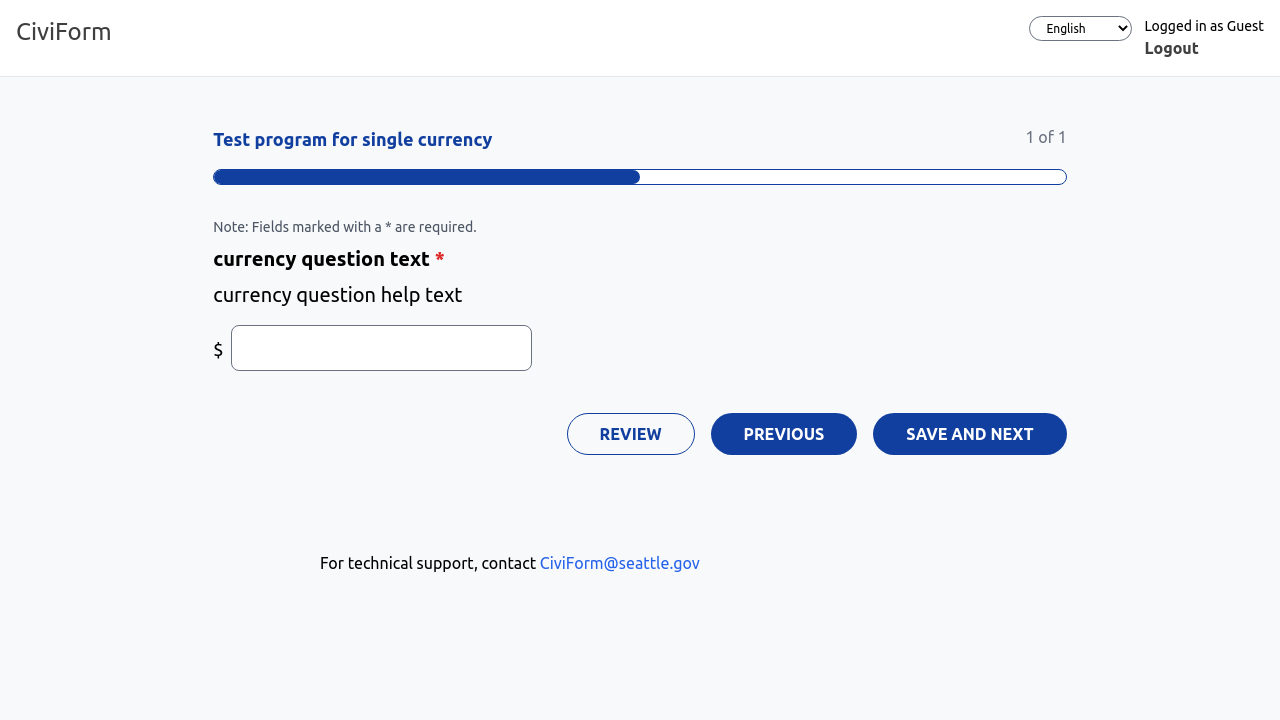 CiviForm
English
Logged in as Guest
Logout
Test program for single currency
1 of 1
Note: Fields marked with a * are required.
currency question text *
currency question help text
$
REVIEW
PREVIOUS
SAVE AND NEXT
For technical support, contact CiviForm@seattle.gov